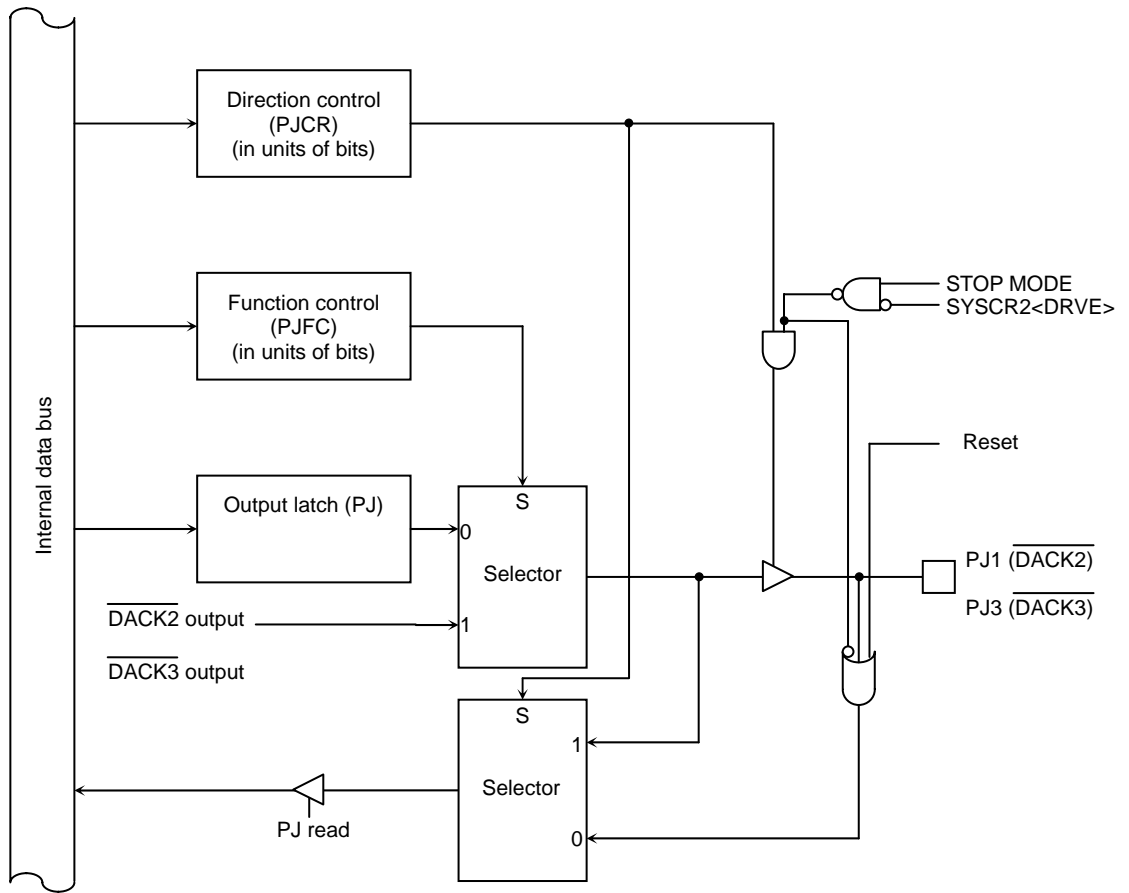 Internal data bus
Direction control
(PJCR)
(in units of bits)
Function control
(PJFC)
(in units of bits)
STOP MODE
SYSCR2<DRVE>
Reset
Output latch (PJ)
S
0
Selector
1
DACK2 output
DACK3 output
PJ1 (DACK2)
PJ3 (DACK3)
S
1
Selector
0
PJ read